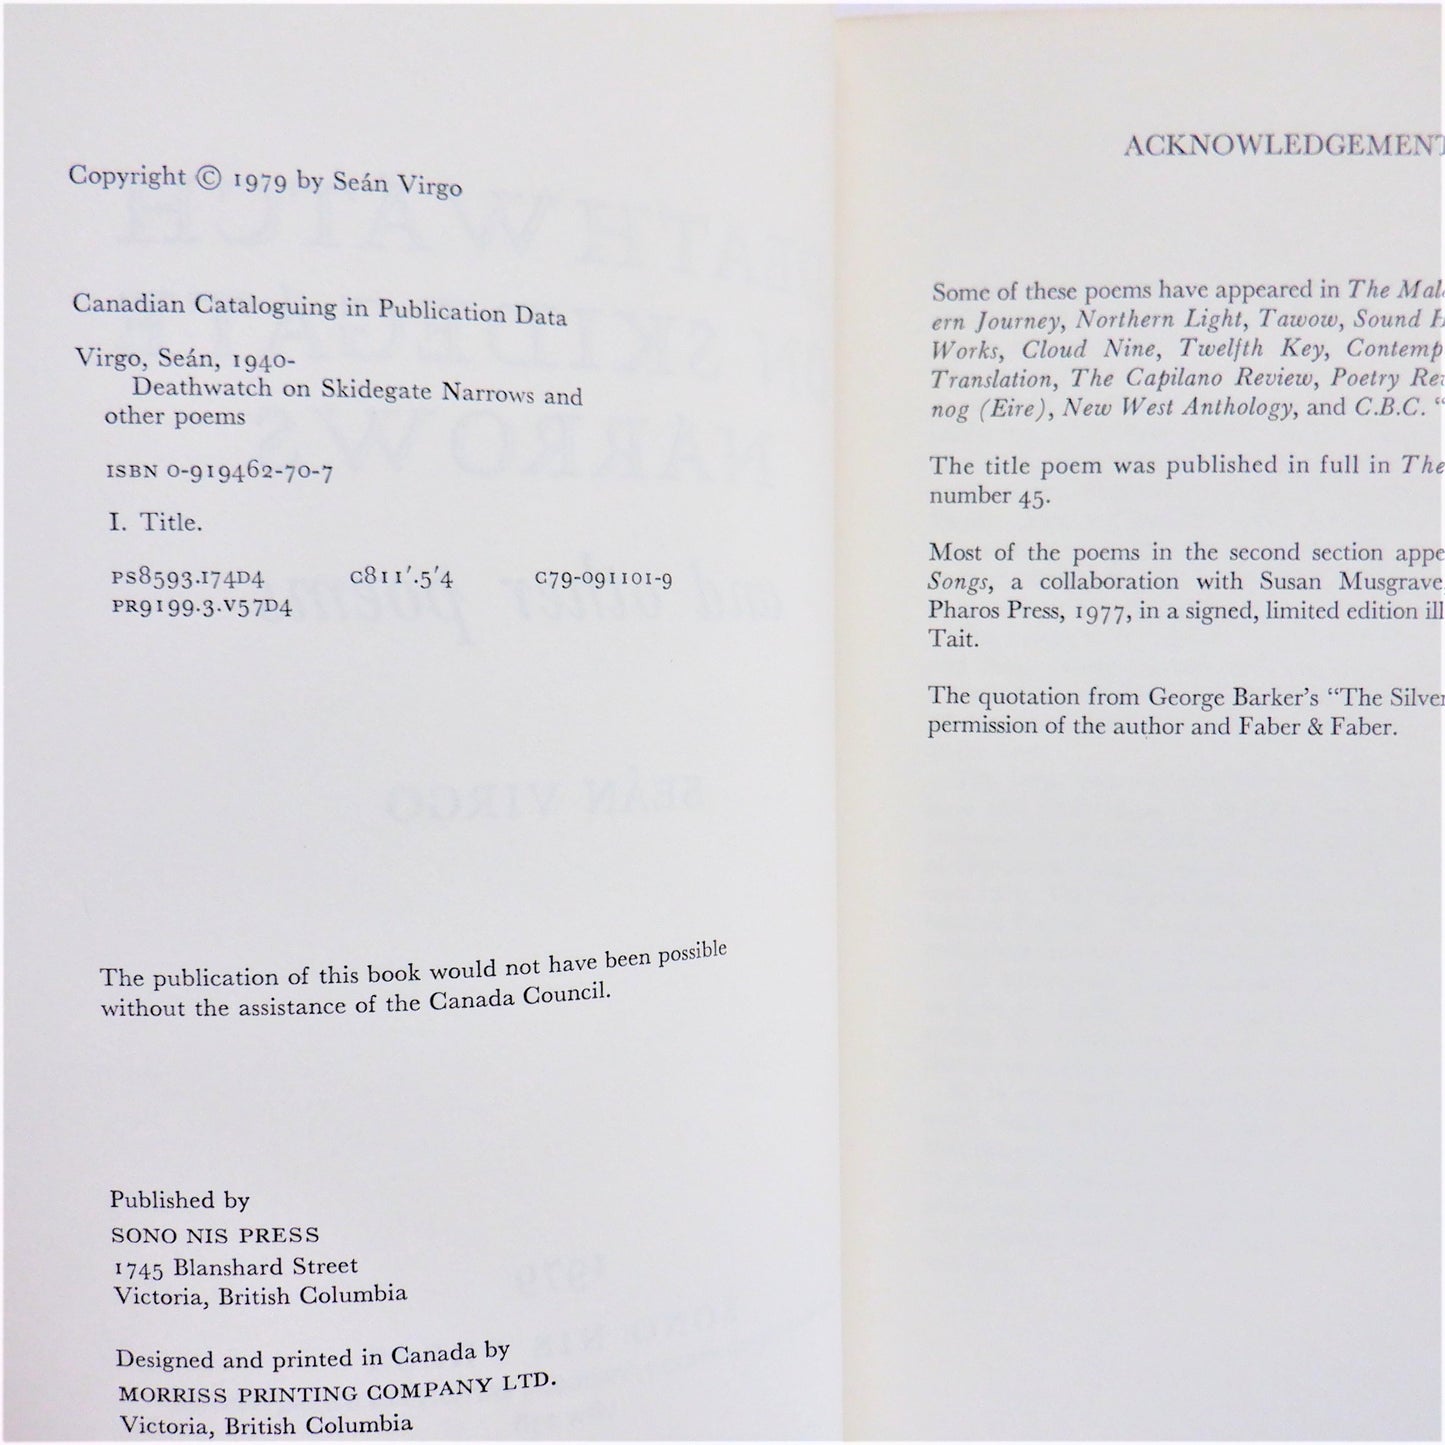 Copyright © 1979 by Seán Virgo
Canadian Cataloguing in Publication Data
Virgo, Seán, 1940-
Deathwatch on Skidegate Narrows and
other poems
ISBN 0-919462-70-7
I. Title.
PS8593.I74D4 C811'.5'4 C79-091101-9
PR9199.3.V57D4
The publication of this book would not have been possible
without the assistance of the Canada Council.
Published by
SONO NIS PRESS
1745 Blanshard Street
Victoria, British Columbia
Designed and printed in Canada by
MORRISS PRINTING COMPANY LTD.
Victoria, British Columbia
ACKNOWLEDGEMENT
Some of these poems have appeared in The
ern Journey, Northern Light, Tawow, Sound
Works, Cloud Nine, Twelfth Key,
Translation, The Capilano Review, Poetry
nog (Eire), New West Anthology, and C.B.C. "
The title poem was published in full in The
number 45.
Most of the poems in the second section
Songs, a collaboration with Susan Musgrave
Pharos Press, 1977, in a signed, limited edition
Tait.
The quotation from George Barker's "The
permission of the author and Faber & Faber.